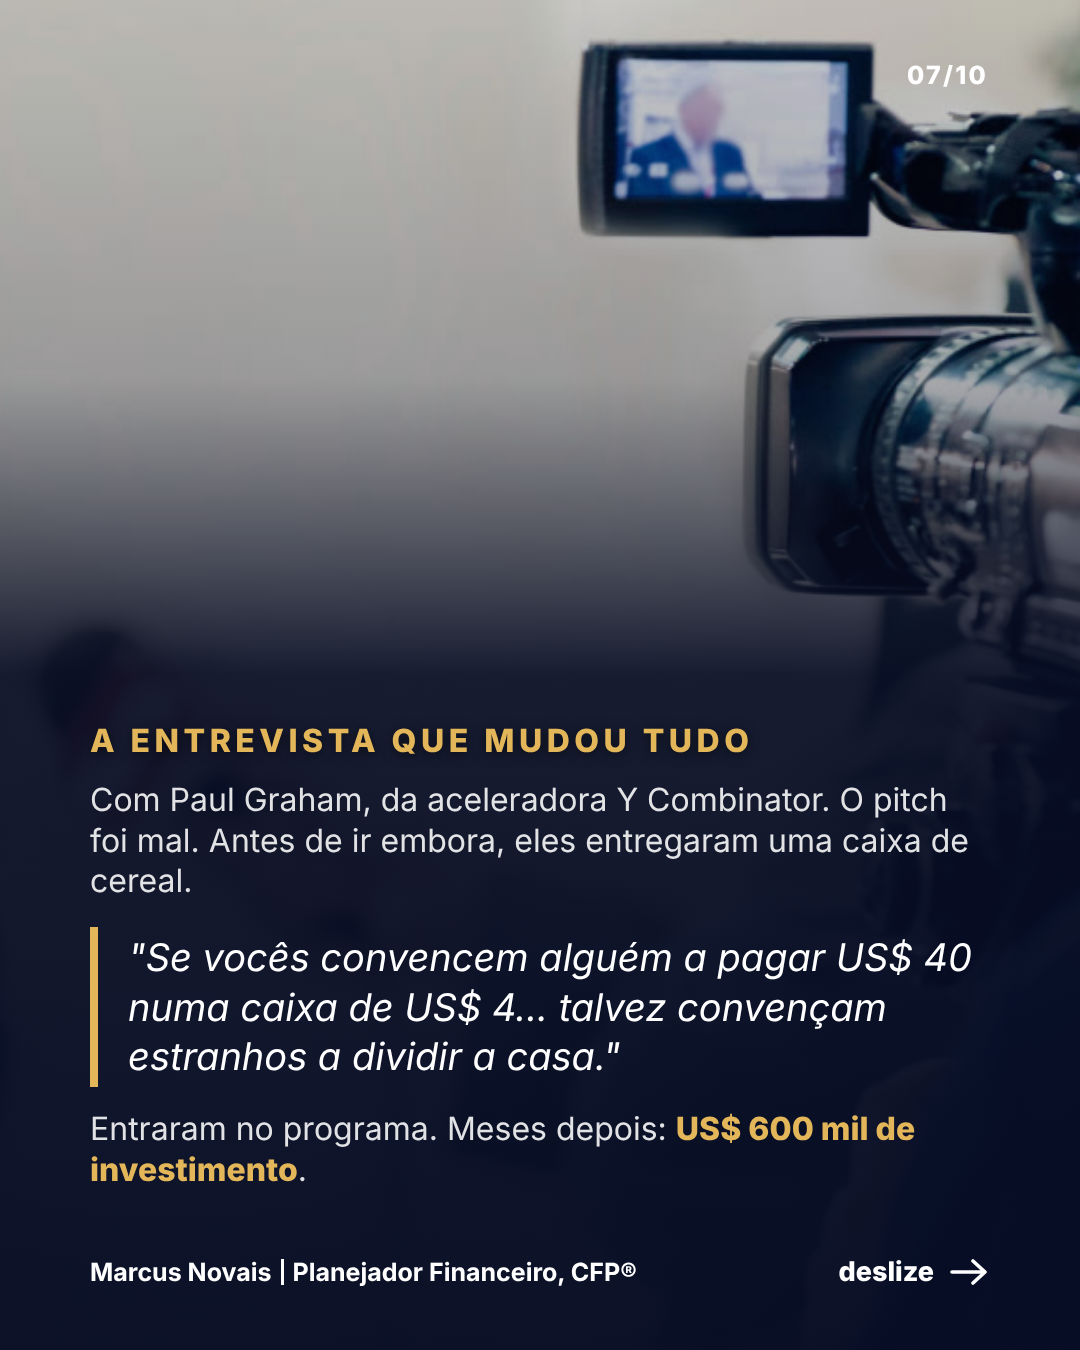 07/10
A ENTREVISTA QUE MUDOU TUDO
Com Paul Graham, da aceleradora Y Combinator. O pitch
foi mal. Antes de ir embora, eles entregaram uma caixa de
cereal.
"Se vocês convencem alguém a pagar US$ 40
numa caixa de US$ 4... talvez convençam
estranhos a dividir a casa."
Entraram no programa. Meses depois: US$ 600 mil de
investimento.
Marcus Novais | Planejador Financeiro, CFP®
deslize →